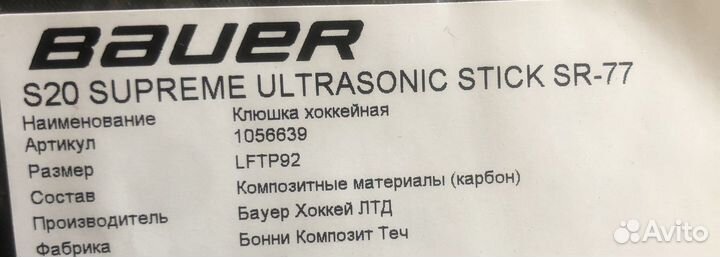 BAUER
S20 SUPREME ULTRASONIC STICK SR-77
Наименование Клюшка хоккейная
Артикул 1056639
Размер LFTP92
Состав Композитные материалы (карбон)
Производитель Бауер Хоккей ЛТД
Фабрика Бонни Композит Теч
Avito